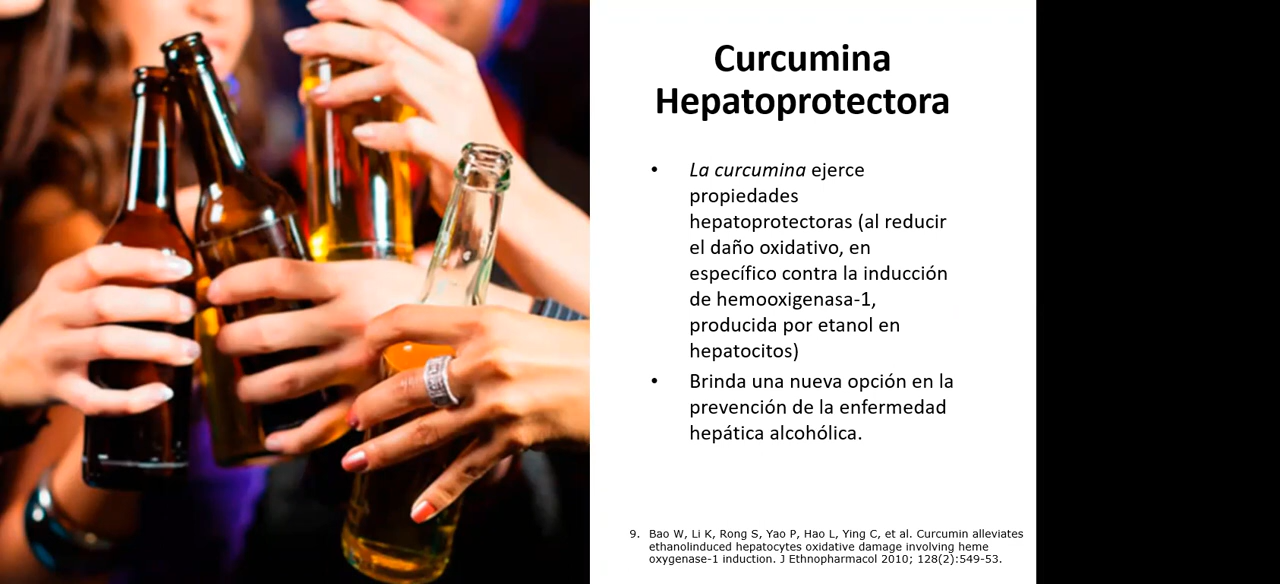 Curcumina
Hepatoprotectora
• La curcumina ejerce
propiedades
hepatoprotectoras (al reducir
el daño oxidativo, en
específico contra la inducción
de hemooxigenasa-1,
producida por etanol en
hepatocitos)
• Brinda una nueva opción en la
prevención de la enfermedad
hepática alcohólica.
9. Bao W, Li K, Rong S, Yao P, Hao L, Ying C, et al. Curcumin alleviates
ethanolinduced hepatocytes oxidative damage involving heme
oxygenase-1 induction. J Ethnopharmacol 2010; 128(2):549-53.